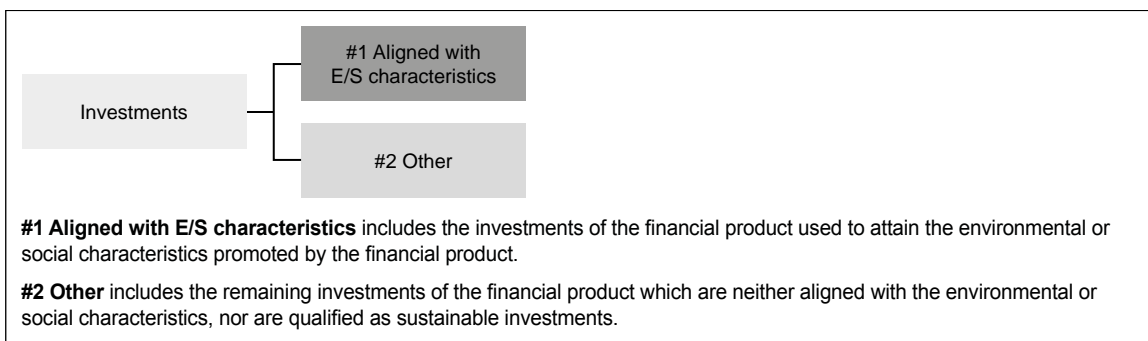 #1 Aligned with
E/S characteristics
Investments
#2 Other
#1 Aligned with E/S characteristics includes the investments of the financial product used to attain the environmental or
social characteristics promoted by the financial product.
#2 Other includes the remaining investments of the financial product which are neither aligned with the environmental or
social characteristics, nor are qualified as sustainable investments.